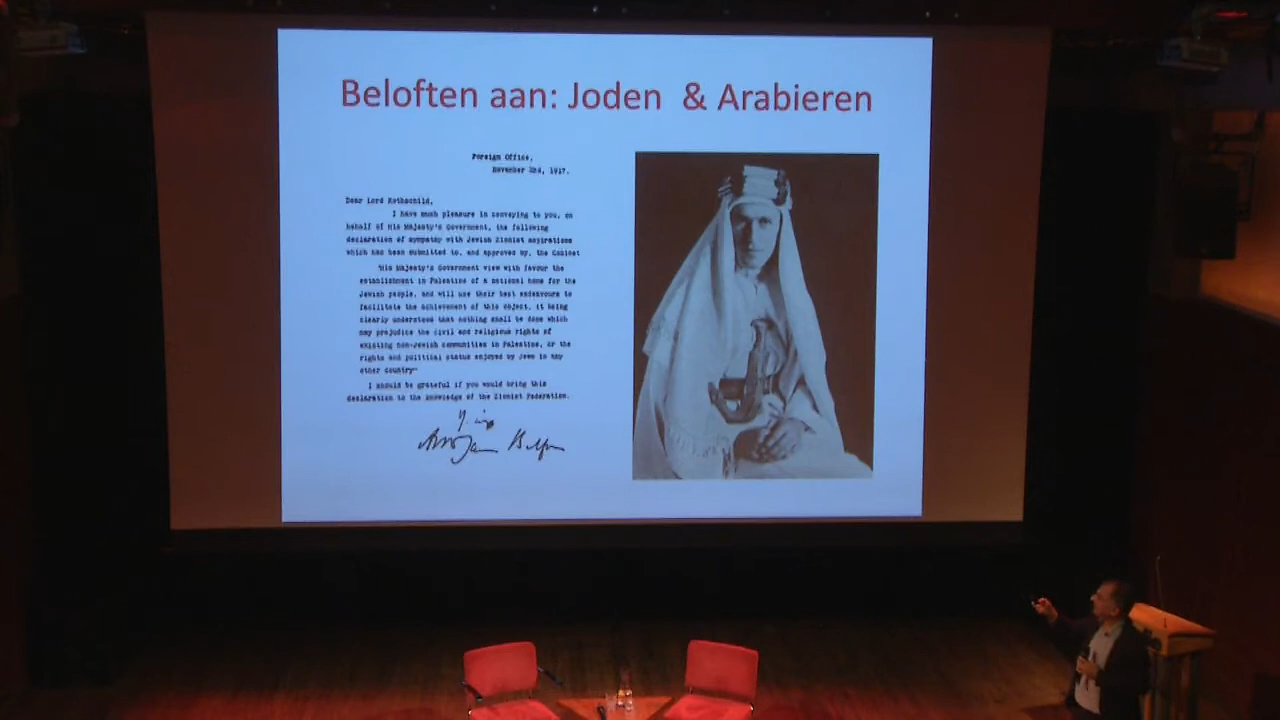 Beloften aan: Joden & Arabieren
Foreign Office,
November 2nd, 1917.
Dear Lord Rothschild,
I have much pleasure in conveying to you, on
behalf of His Majesty's Government, the following
declaration of sympathy with Jewish Zionist aspirations
which has been submitted to, and approved by, the Cabinet
"His Majesty's Government view with favour the
establishment in Palestine of a national home for the
Jewish people, and will use their best endeavours to
facilitate the achievement of this object, it being
clearly understood that nothing shall be done which
may prejudice the civil and religious rights of
existing non-Jewish communities in Palestine, or the
rights and political status enjoyed by Jews in any
other country"
I should be grateful if you would bring this
declaration to the knowledge of the Zionist Federation.